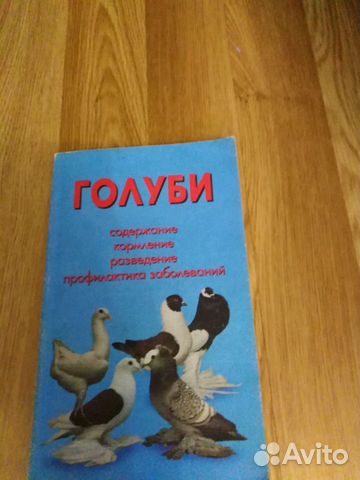 ГОЛУБИ
содержание
кормление
разведение
профилактика заболеваний
Avito